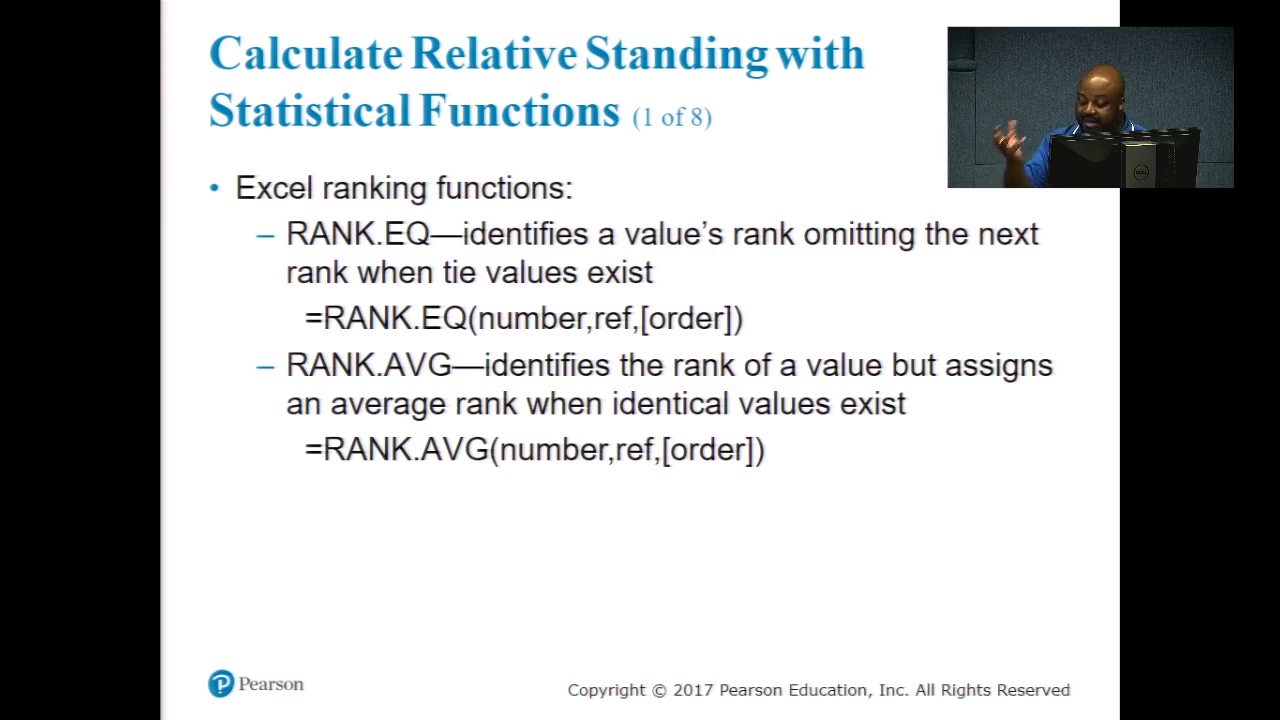 Calculate Relative Standing with
Statistical Functions (1 of 8)
• Excel ranking functions:
– RANK.EQ—identifies a value’s rank omitting the next
rank when tie values exist
=RANK.EQ(number,ref,[order])
– RANK.AVG—identifies the rank of a value but assigns
an average rank when identical values exist
=RANK.AVG(number,ref,[order])
P Pearson
Copyright © 2017 Pearson Education, Inc. All Rights Reserved
DELL